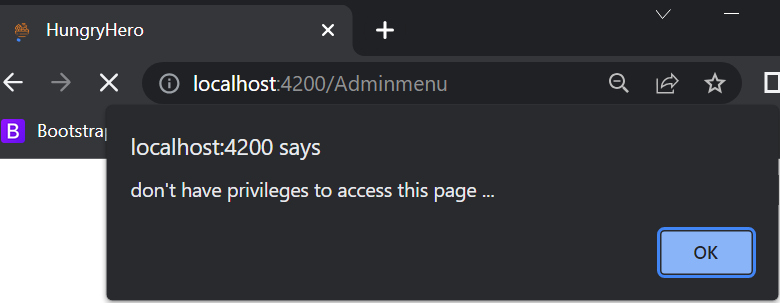 HungryHero
localhost:4200/Adminmenu
B Bootstrap
localhost:4200 says
don't have privileges to access this page ...
OK